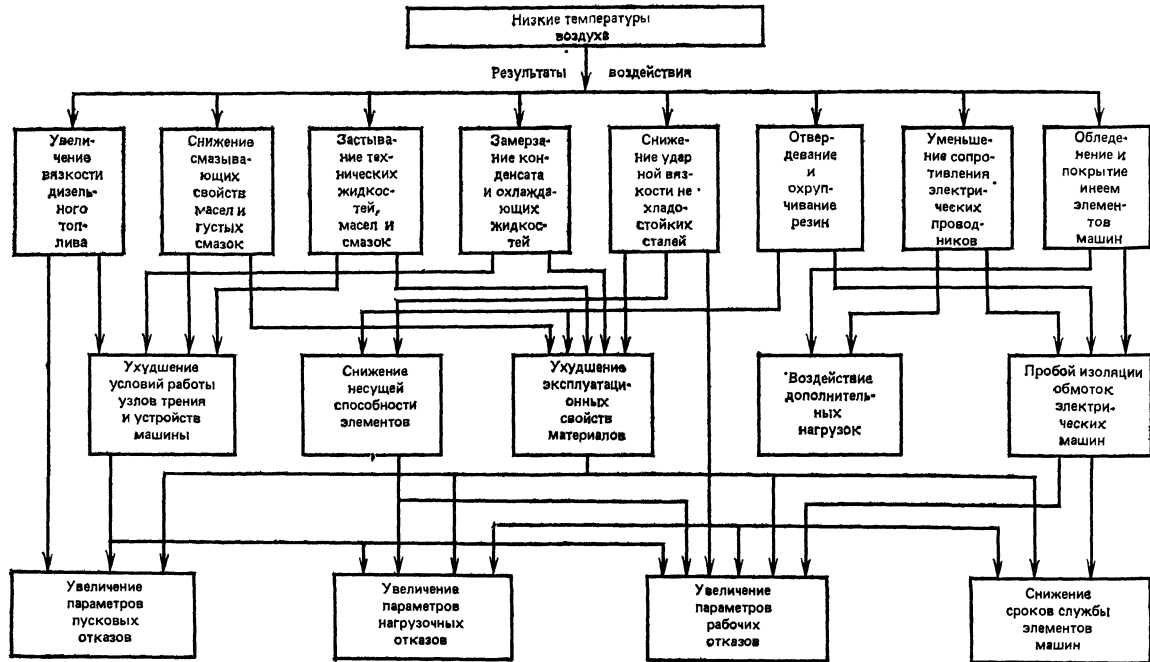 Низкие температуры
воздуха
Результаты воздействия
Увели-
чение
вязкости
дизель-
ного
топ-
лива
Снижение
смазываю-
щих
свойств
масел и
густых
смазок
Застыва-
ние тех-
нических
жидкос-
тей,
масел и
смазок
Замерза-
ние кон-
денсата
и охлажда-
ющих
жидкос-
тей
Сниже-
ние удар
ной вяз-
кости не
хладо-
стойких
сталей
Отвер-
девание
и
охрупчи-
вание
резин
Уменьше-
ние сопро-
тивления
электри-
ческих
провод-
ников
Обледе-
нение и
покрытие
инеем
элемен-
тов
машин
Ухудшение
условий работы
узлов трения
и устройств
машины
Снижение
несущей
способности
элементов
Ухудшение
эксплуатаци-
онных
свойств
материалов
Воздействие
дополнитель-
ных
нагрузок
Пробой изоляции
обмоток
электри-
ческих
машин
Увеличение
параметров
пусковых
отказов
Увеличение
параметров
нагрузочных
отказов
Увеличение
параметров
рабочих
отказов
Снижение
сроков службы
элементов
машин